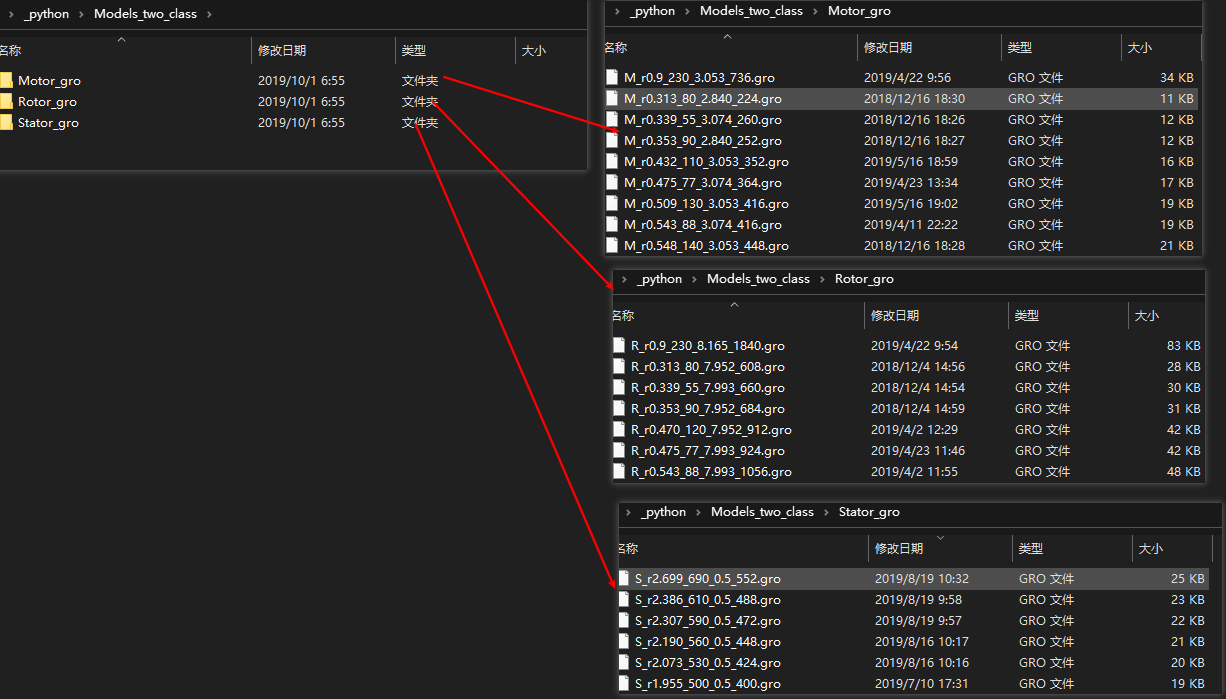 › _python › Models_two_class ›
名称 修改日期 类型 大小
Motor_gro 2019/10/1 6:55 文件夹
Rotor_gro 2019/10/1 6:55 文件夹
Stator_gro 2019/10/1 6:55 文件夹
› _python › Models_two_class › Motor_gro
名称 修改日期 类型 大小
M_r0.9_230_3.053_736.gro 2019/4/22 9:56 GRO 文件 34 KB
M_r0.313_80_2.840_224.gro 2018/12/16 18:30 GRO 文件 11 KB
M_r0.339_55_3.074_260.gro 2018/12/16 18:26 GRO 文件 12 KB
M_r0.353_90_2.840_252.gro 2018/12/16 18:27 GRO 文件 12 KB
M_r0.432_110_3.053_352.gro 2019/5/16 18:59 GRO 文件 16 KB
M_r0.475_77_3.074_364.gro 2019/4/23 13:34 GRO 文件 17 KB
M_r0.509_130_3.053_416.gro 2019/5/16 19:02 GRO 文件 19 KB
M_r0.543_88_3.074_416.gro 2019/4/11 22:22 GRO 文件 19 KB
M_r0.548_140_3.053_448.gro 2018/12/16 18:28 GRO 文件 21 KB
› _python › Models_two_class › Rotor_gro
名称 修改日期 类型 大小
R_r0.9_230_8.165_1840.gro 2019/4/22 9:54 GRO 文件 83 KB
R_r0.313_80_7.952_608.gro 2018/12/4 14:56 GRO 文件 28 KB
R_r0.339_55_7.993_660.gro 2018/12/4 14:54 GRO 文件 30 KB
R_r0.353_90_7.952_684.gro 2018/12/4 14:59 GRO 文件 31 KB
R_r0.470_120_7.952_912.gro 2019/4/2 12:29 GRO 文件 42 KB
R_r0.475_77_7.993_924.gro 2019/4/23 11:46 GRO 文件 42 KB
R_r0.543_88_7.993_1056.gro 2019/4/2 11:55 GRO 文件 48 KB
› _python › Models_two_class › Stator_gro
名称 修改日期 类型 大小
S_r2.699_690_0.5_552.gro 2019/8/19 10:32 GRO 文件 25 KB
S_r2.386_610_0.5_488.gro 2019/8/19 9:58 GRO 文件 23 KB
S_r2.307_590_0.5_472.gro 2019/8/19 9:57 GRO 文件 22 KB
S_r2.190_560_0.5_448.gro 2019/8/16 10:17 GRO 文件 21 KB
S_r2.073_530_0.5_424.gro 2019/8/16 10:16 GRO 文件 20 KB
S_r1.955_500_0.5_400.gro 2019/7/10 17:31 GRO 文件 19 KB